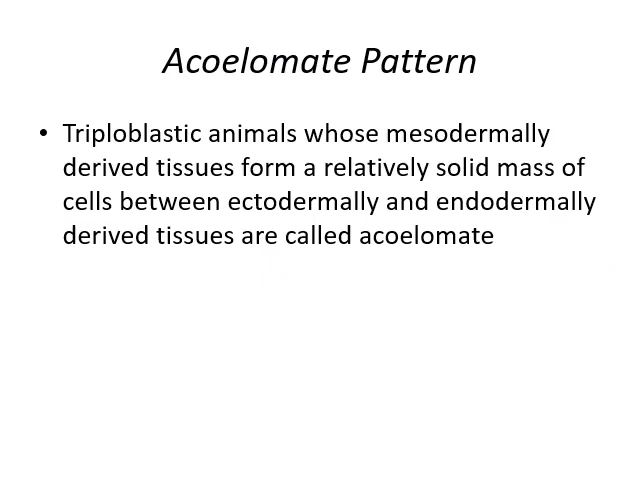 Acoelomate Pattern
• Triploblastic animals whose mesodermally
derived tissues form a relatively solid mass of
cells between ectodermally and endodermally
derived tissues are called acoelomate